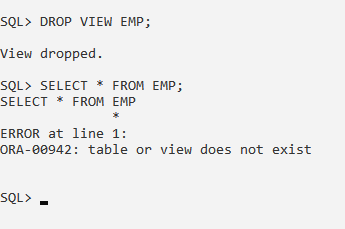 SQL> DROP VIEW EMP;
View dropped.
SQL> SELECT * FROM EMP;
SELECT * FROM EMP
*
ERROR at line 1:
ORA-00942: table or view does not exist
SQL>